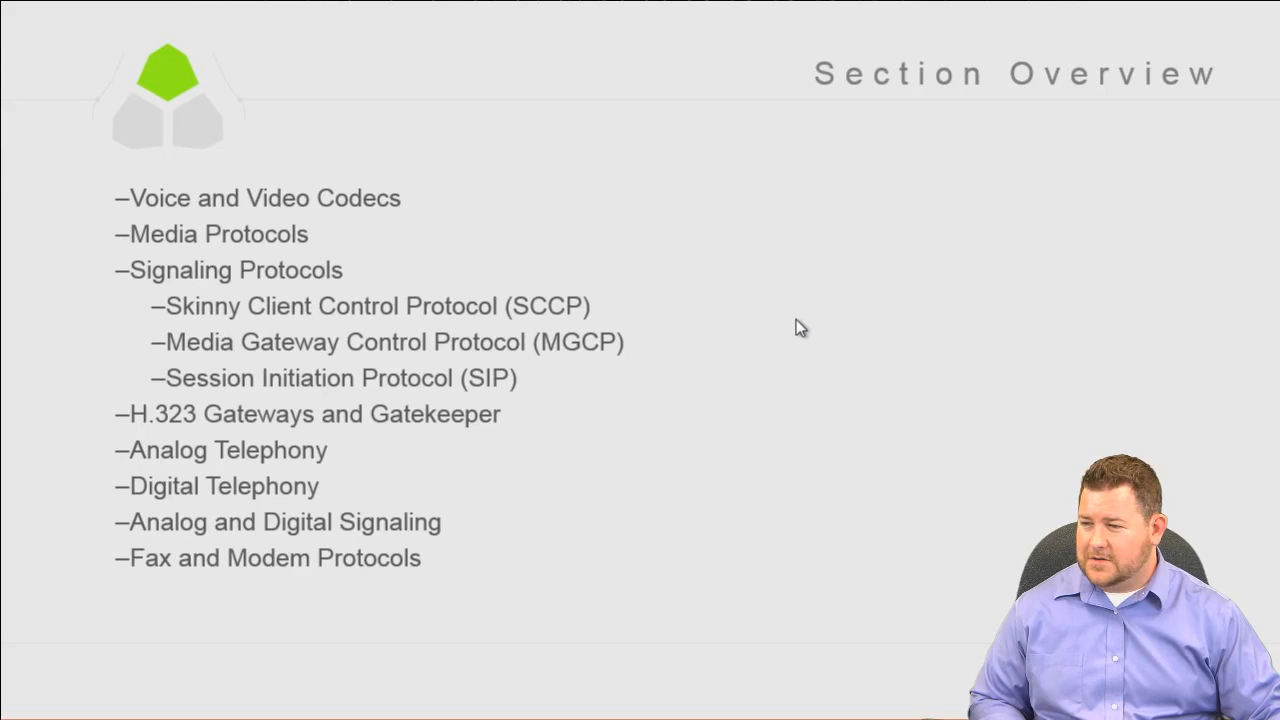 Section Overview
–Voice and Video Codecs
–Media Protocols
–Signaling Protocols
–Skinny Client Control Protocol (SCCP)
–Media Gateway Control Protocol (MGCP)
–Session Initiation Protocol (SIP)
–H.323 Gateways and Gatekeeper
–Analog Telephony
–Digital Telephony
–Analog and Digital Signaling
–Fax and Modem Protocols